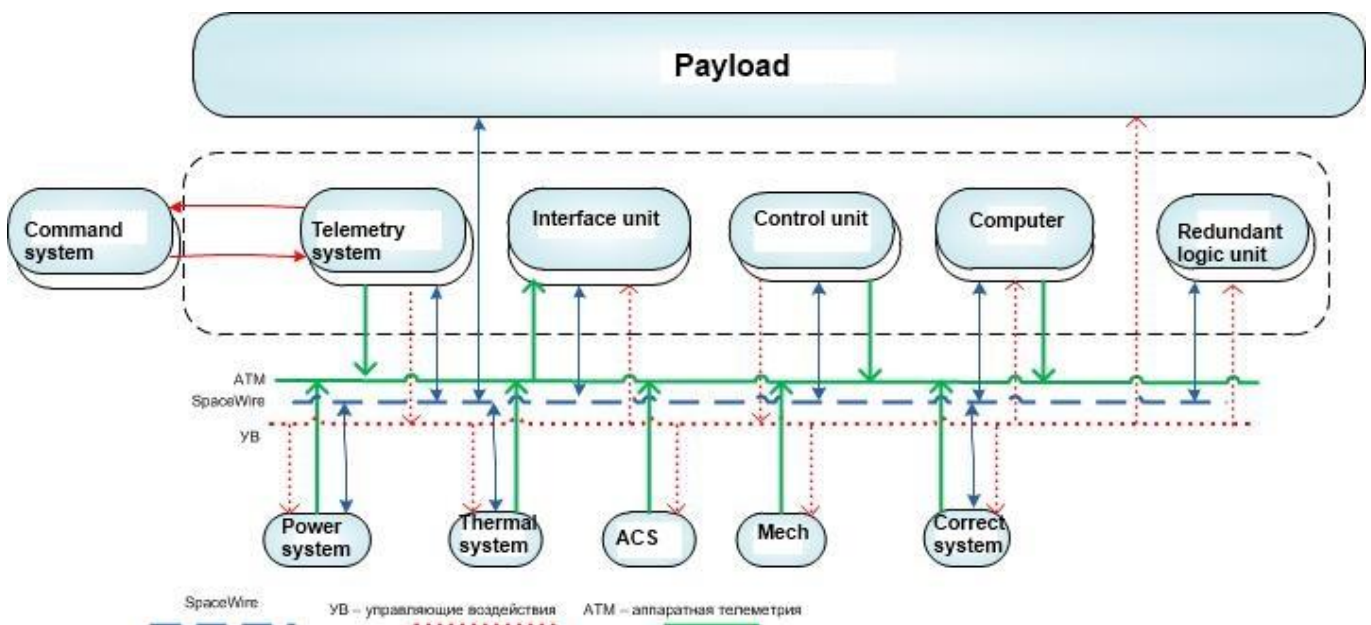 Payload
Command
system
Telemetry
system
Interface unit
Control unit
Computer
Redundant
logic unit
ATM
SpaceWire
УВ
Power
system
Thermal
system
ACS
Mech
Correct
system
SpaceWire
УВ – управляющие воздействия
АТМ – аппаратная телеметрия